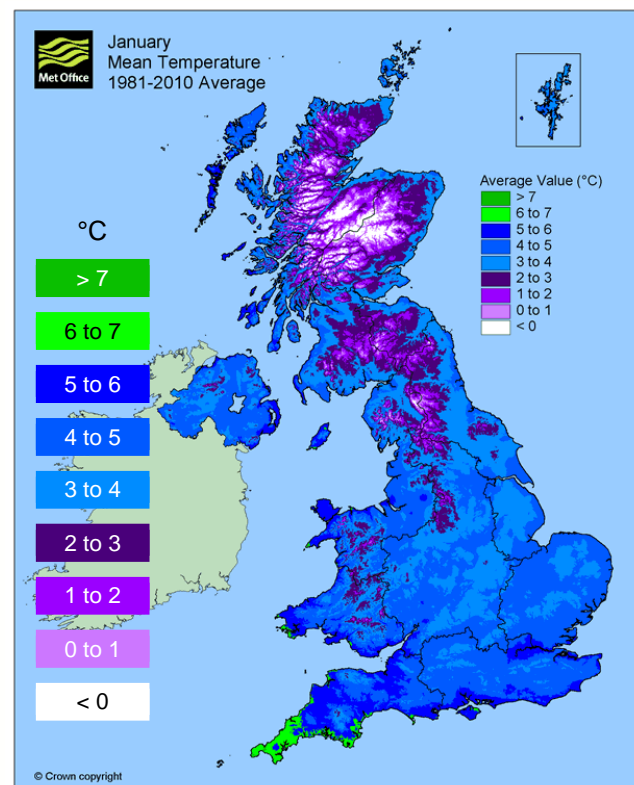 Met Office
January
Mean Temperature
1981-2010 Average
Average Value (°C)
> 7
6 to 7
5 to 6
4 to 5
3 to 4
2 to 3
1 to 2
0 to 1
< 0
°C
> 7
6 to 7
5 to 6
4 to 5
3 to 4
2 to 3
1 to 2
0 to 1
< 0
© Crown copyright